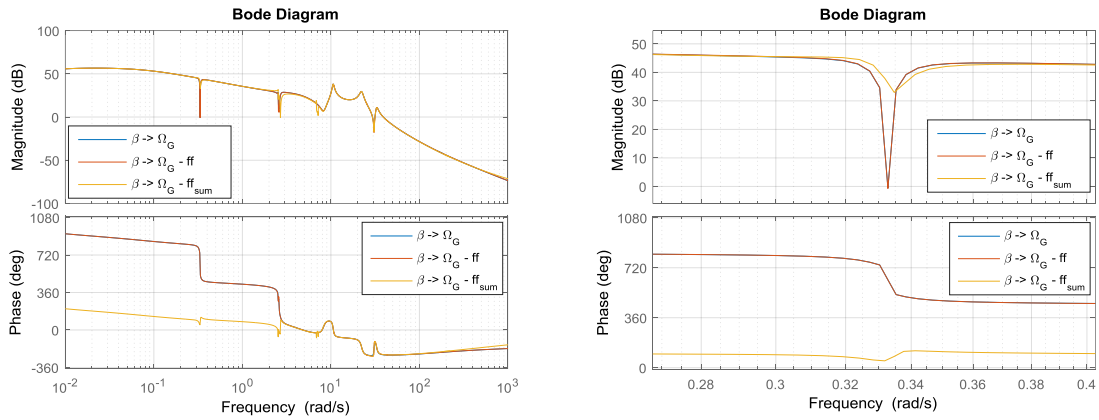 Bode Diagram
100
50
0
-50
-100
Magnitude (dB)
β -> Ω_G
β -> Ω_G - ff
β -> Ω_G - ff_sum
1080
720
360
0
-360
Phase (deg)
β -> Ω_G
β -> Ω_G - ff
β -> Ω_G - ff_sum
10^-2 10^-1 10^0 10^1 10^2 10^3
Frequency (rad/s)
Bode Diagram
50
40
30
20
10
0
Magnitude (dB)
β -> Ω_G
β -> Ω_G - ff
β -> Ω_G - ff_sum
1080
720
360
0
Phase (deg)
β -> Ω_G
β -> Ω_G - ff
β -> Ω_G - ff_sum
0.28 0.3 0.32 0.34 0.36 0.38 0.4
Frequency (rad/s)